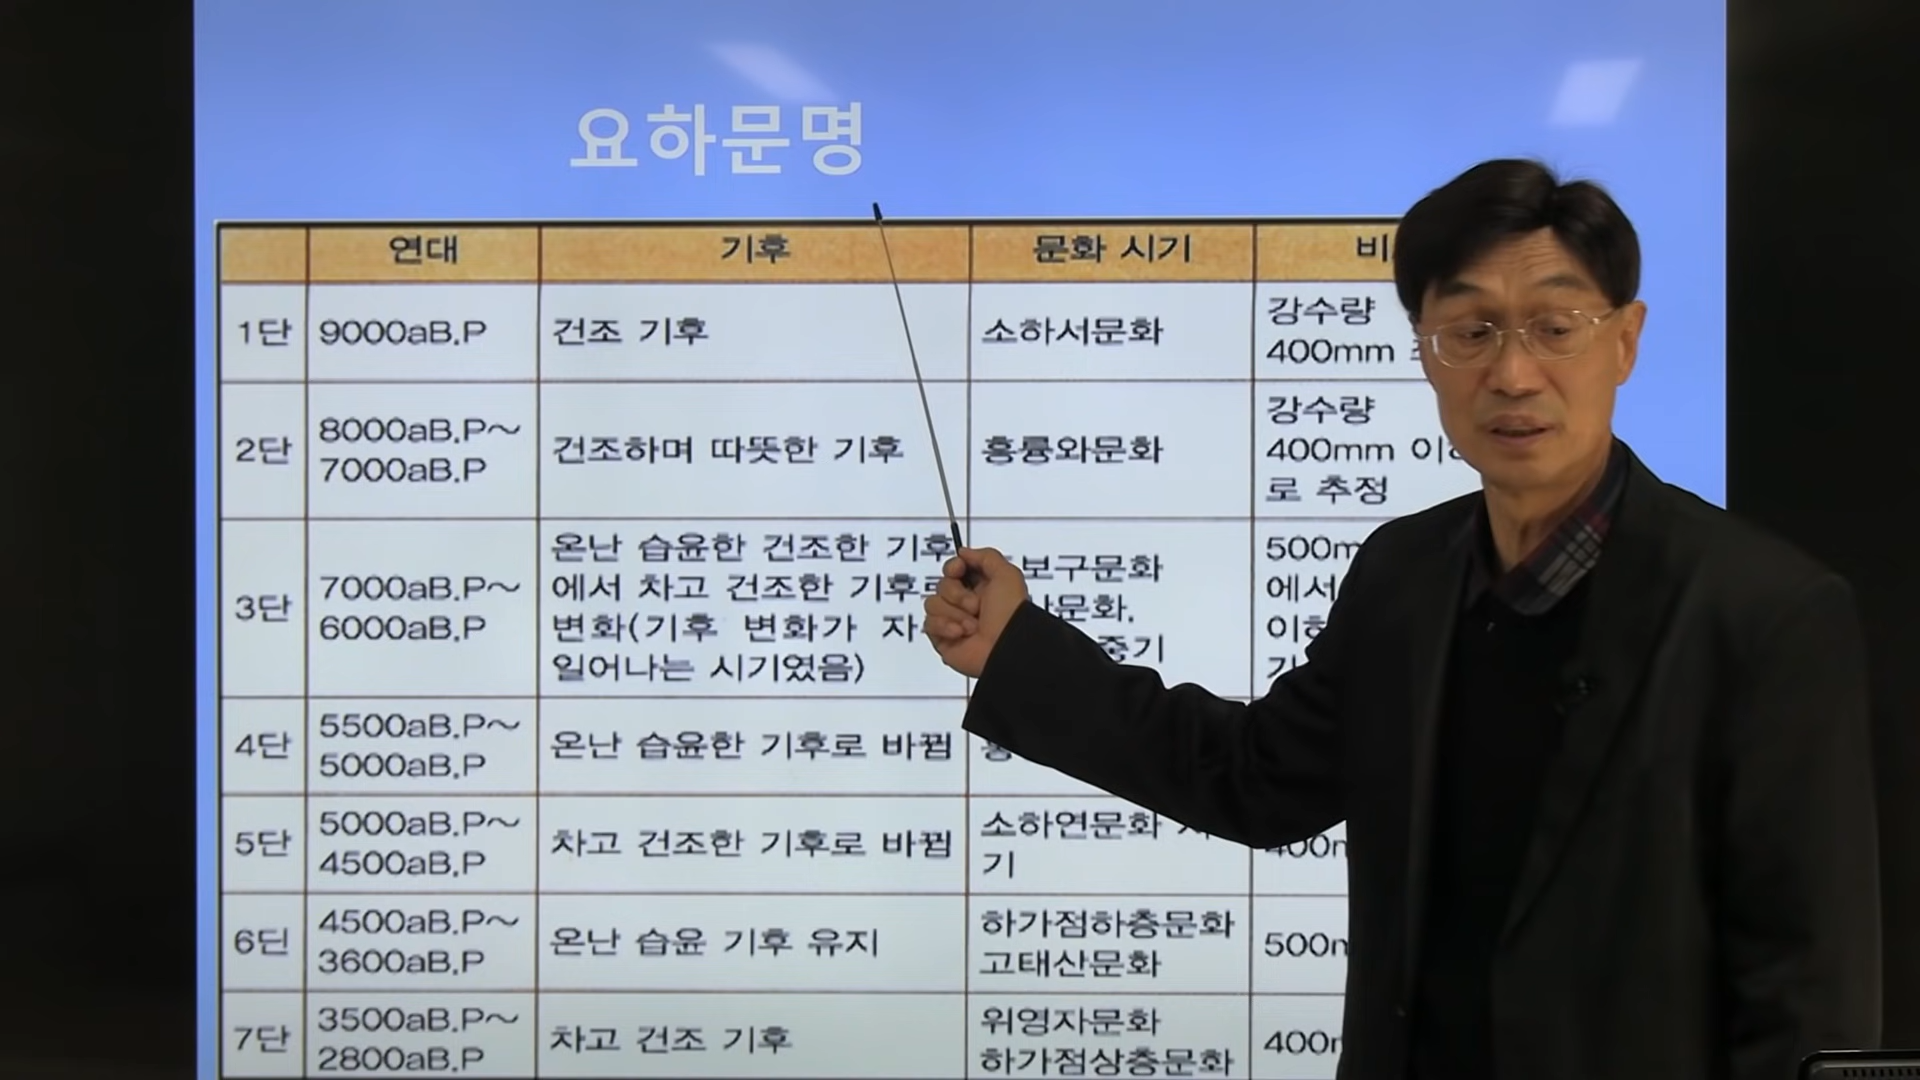 요하문명
연대 기후 문화 시기
1단 9000aB.P 건조 기후 소하서문화 강수량
400mm
2단 8000aB.P~
7000aB.P 건조하며 따뜻한 기후 흥륭와문화 강수량
400mm
로 추정
3단 7000aB.P~
6000aB.P 온난 습윤한 건조한 기후
에서 차고 건조한 기후로
변화(기후 변화가
일어나는 시기였음)
에서
4단 5500aB.P~
5000aB.P 온난 습윤한 기후로 바뀜
5단 5000aB.P~
4500aB.P 차고 건조한 기후로 바뀜 소하연문화
기
6딘 4500aB.P~
3600aB.P 온난 습윤 기후 유지 하가점하층문화
고태산문화
7단 3500aB.P~
2800aB.P 차고 건조 기후 위영자문화
하가점상층문화